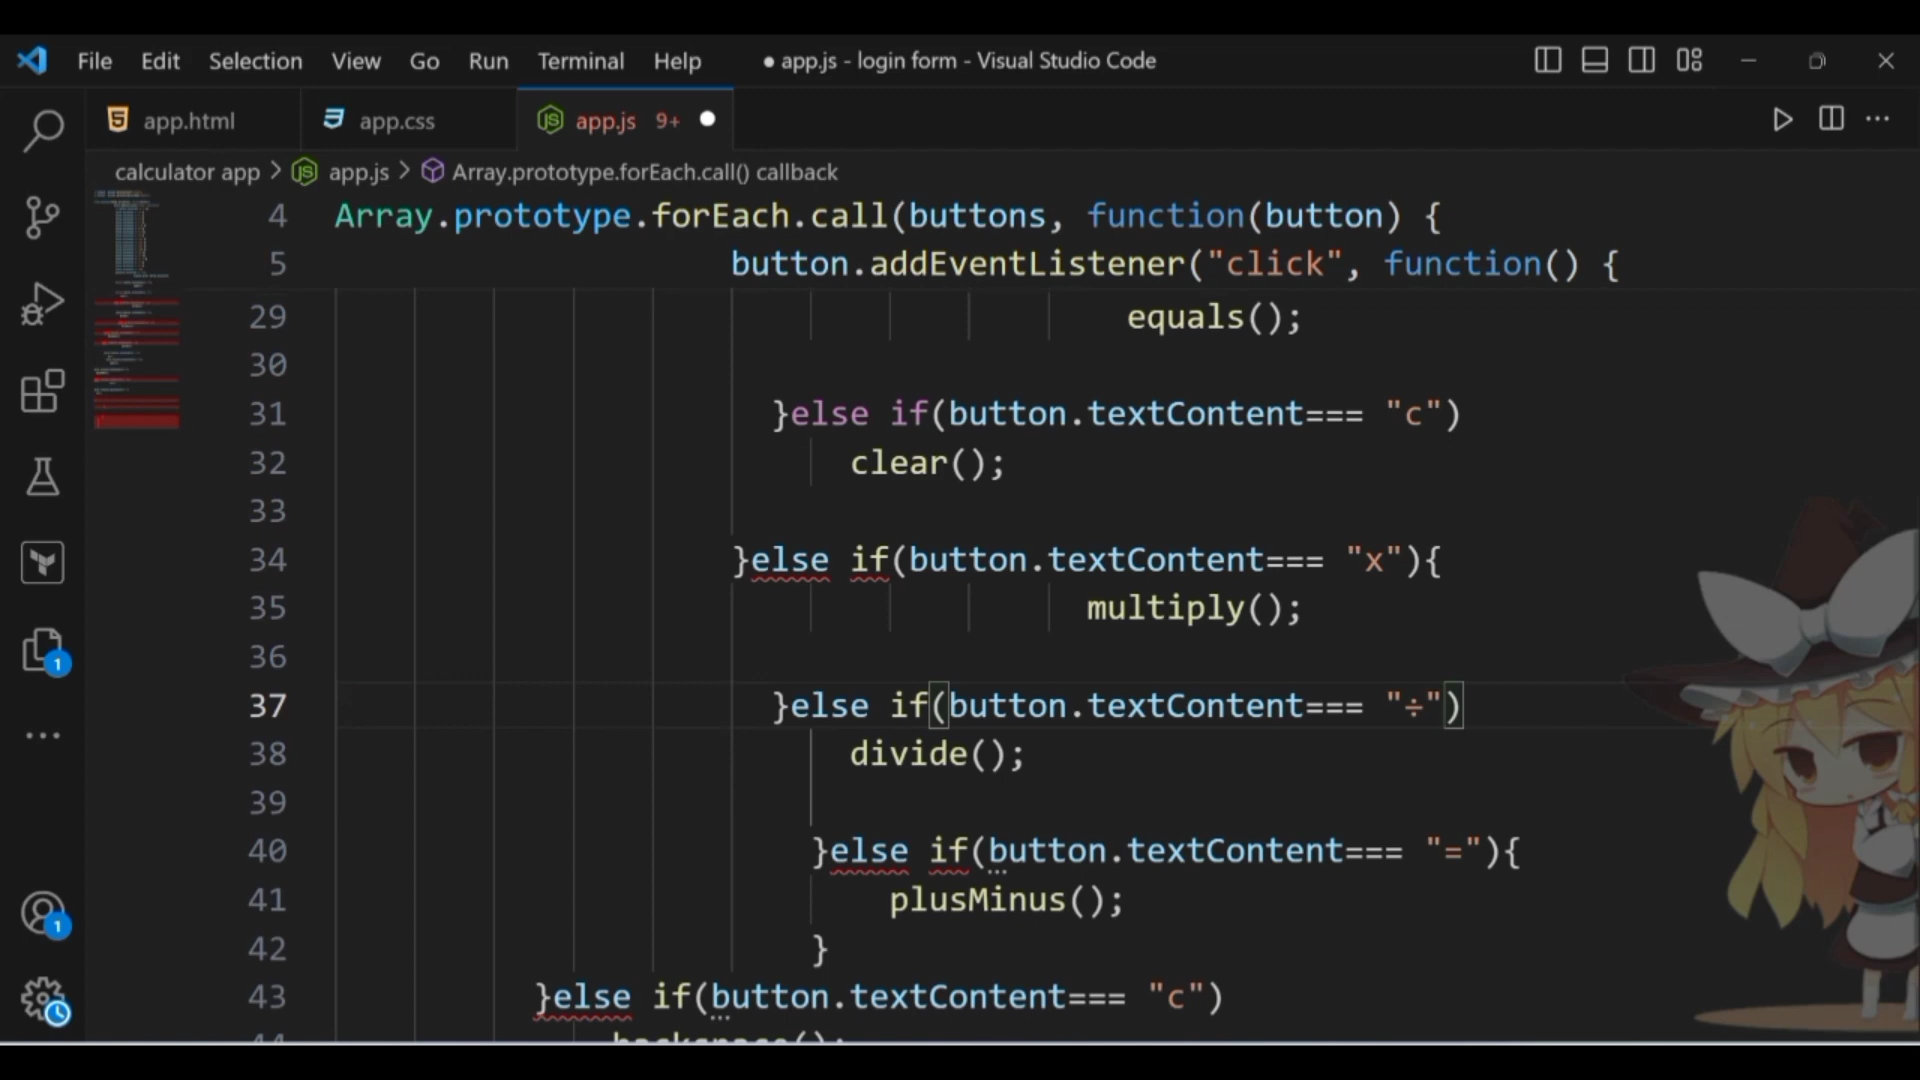 File Edit Selection View Go Run Terminal Help ● app.js - login form - Visual Studio Code
app.html app.css app.js 9+
calculator app > app.js > Array.prototype.forEach.call() callback
4 Array.prototype.forEach.call(buttons, function(button) {
5 button.addEventListener("click", function() {
29 equals();
30
31 }else if(button.textContent=== "c")
32 clear();
33
34 }else if(button.textContent=== "x"){
35 multiply();
36
37 }else if(button.textContent=== "÷")
38 divide();
39
40 }else if(button.textContent=== "="){
41 plusMinus();
42 }
43 }else if(button.textContent=== "c")
1
1